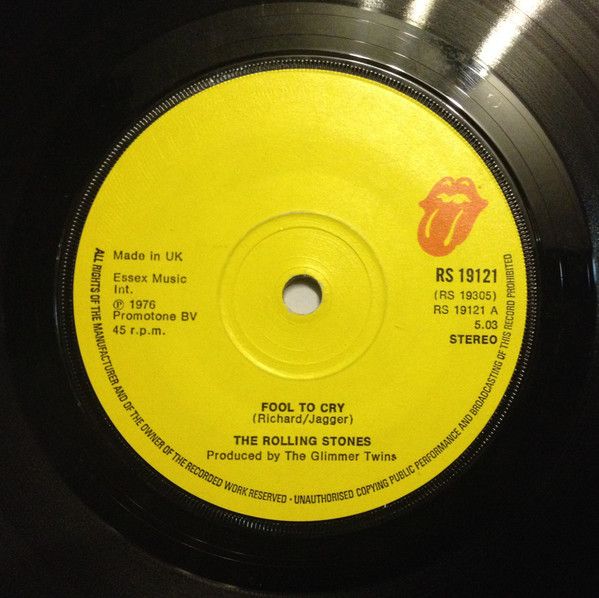 Made in UK
Essex Music
Int.
℗ 1976
Promotone BV
45 r.p.m.
RS 19121
(RS 19305)
RS 19121 A
5.03
STEREO
FOOL TO CRY
(Richard/Jagger)
THE ROLLING STONES
Produced by The Glimmer Twins
ALL RIGHTS OF THE MANUFACTURER AND OF THE OWNER OF THE RECORDED WORK RESERVED • UNAUTHORISED COPYING PUBLIC PERFORMANCE AND BROADCASTING OF THIS RECORD PROHIBITED